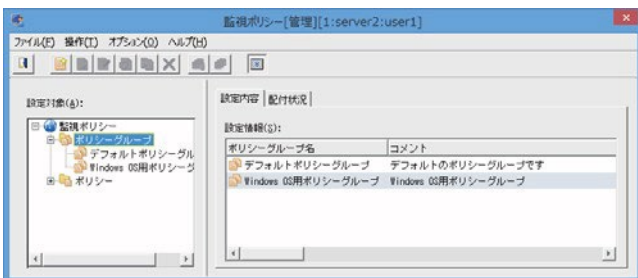 監視ポリシー[管理][1:server2:user1]
ファイル(F) 操作(T) オプション(O) ヘルプ(H)
設定対象(A):
監視ポリシー
ポリシーグループ
デフォルトポリシーグル
Windows OS用ポリシーグ
ポリシー
設定内容 配付状況
設定情報(S):
ポリシーグループ名 コメント
デフォルトポリシーグループ デフォルトのポリシーグループです
Windows OS用ポリシーグループ Windows OS用ポリシーグループ